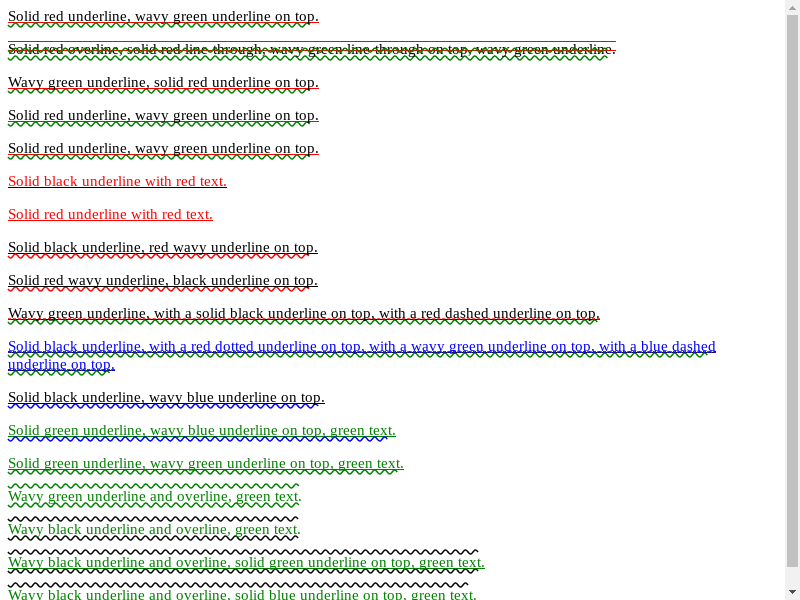 Solid red underline, wavy green underline on top.
Solid red overline, solid red line-through, wavy green line through on top, wavy green underline.
Wavy green underline, solid red underline on top.
Solid red underline, wavy green underline on top.
Solid red underline, wavy green underline on top.
Solid black underline with red text.
Solid red underline with red text.
Solid black underline, red wavy underline on top.
Solid red wavy underline, black underline on top.
Wavy green underline, with a solid black underline on top, with a red dashed underline on top.
Solid black underline, with a red dotted underline on top, with a wavy green underline on top, with a blue dashed
underline on top.
Solid black underline, wavy blue underline on top.
Solid green underline, wavy blue underline on top, green text.
Solid green underline, wavy green underline on top, green text.
Wavy green underline and overline, green text.
Wavy black underline and overline, green text.
Wavy black underline and overline, solid green underline on top, green text.
Wavy black underline and overline, solid blue underline on top, green text.